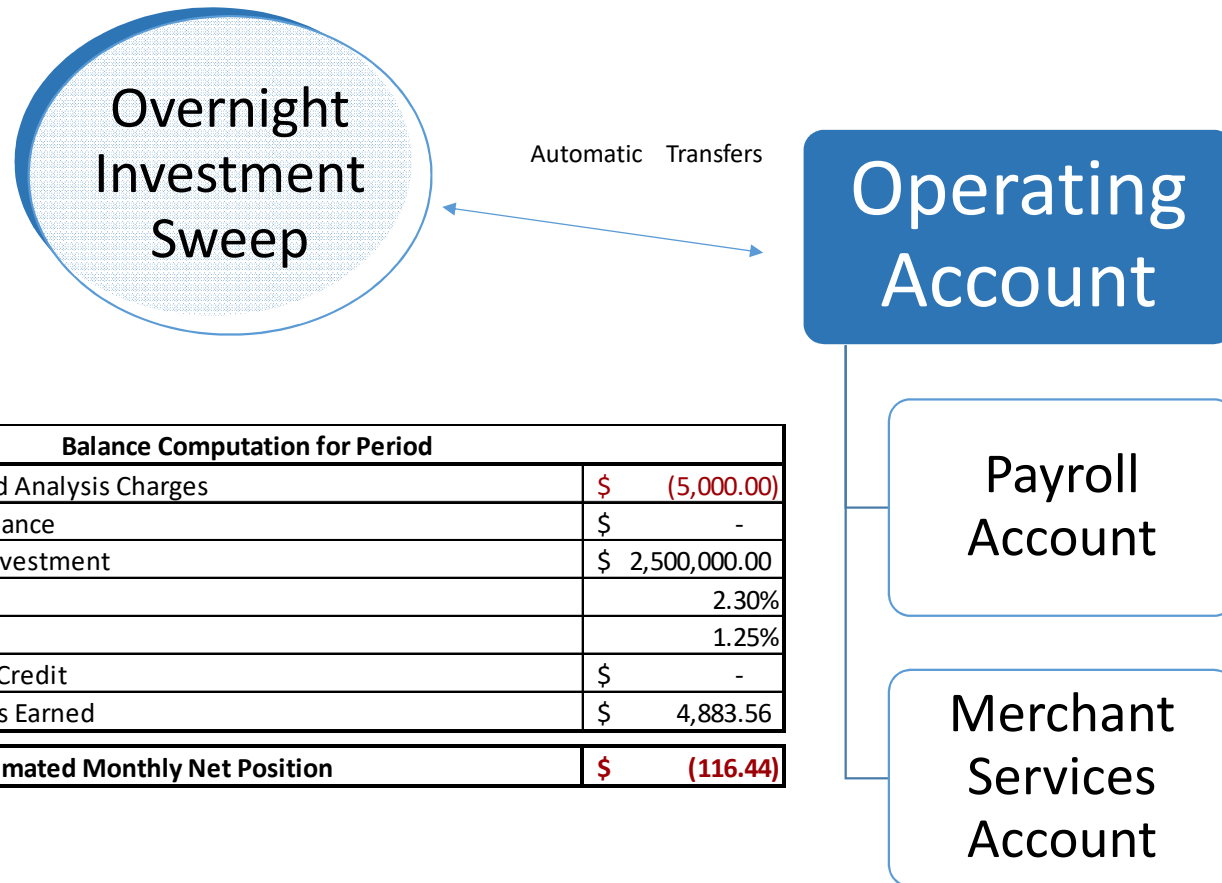 Overnight
Investment
Sweep
Automatic Transfers
Operating
Account
Balance Computation for Period
d Analysis Charges $ (5,000.00)
ance $ -
vestment $ 2,500,000.00
2.30%
1.25%
Credit $ -
s Earned $ 4,883.56
mated Monthly Net Position $ (116.44)
Payroll
Account
Merchant
Services
Account